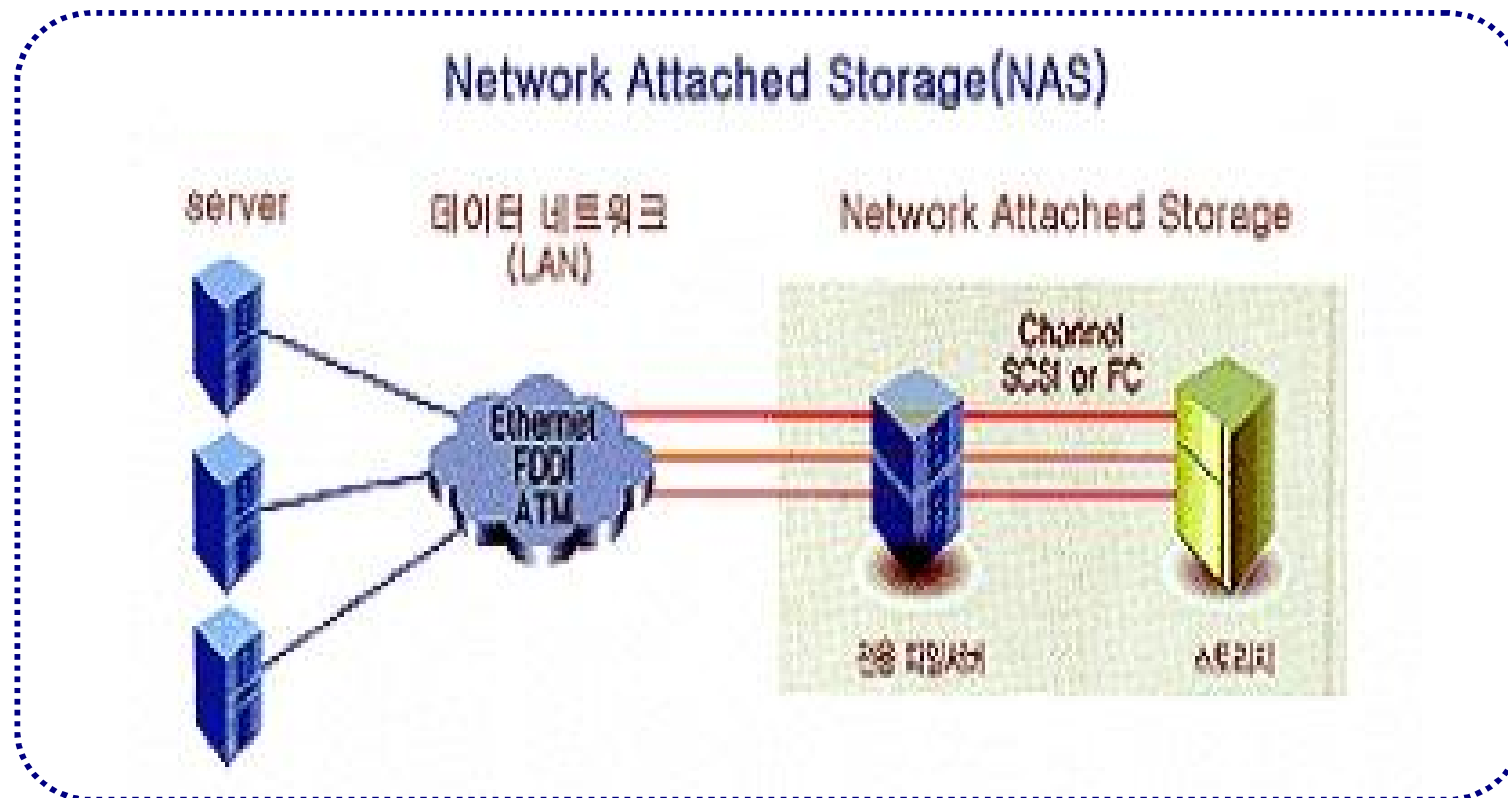 Network Attached Storage(NAS)
server
데이터 네트워크
(LAN)
Network Attached Storage
Channel
SCSI or FC
Ethernet
FDDI
ATM
전용 파일서버
스토리지